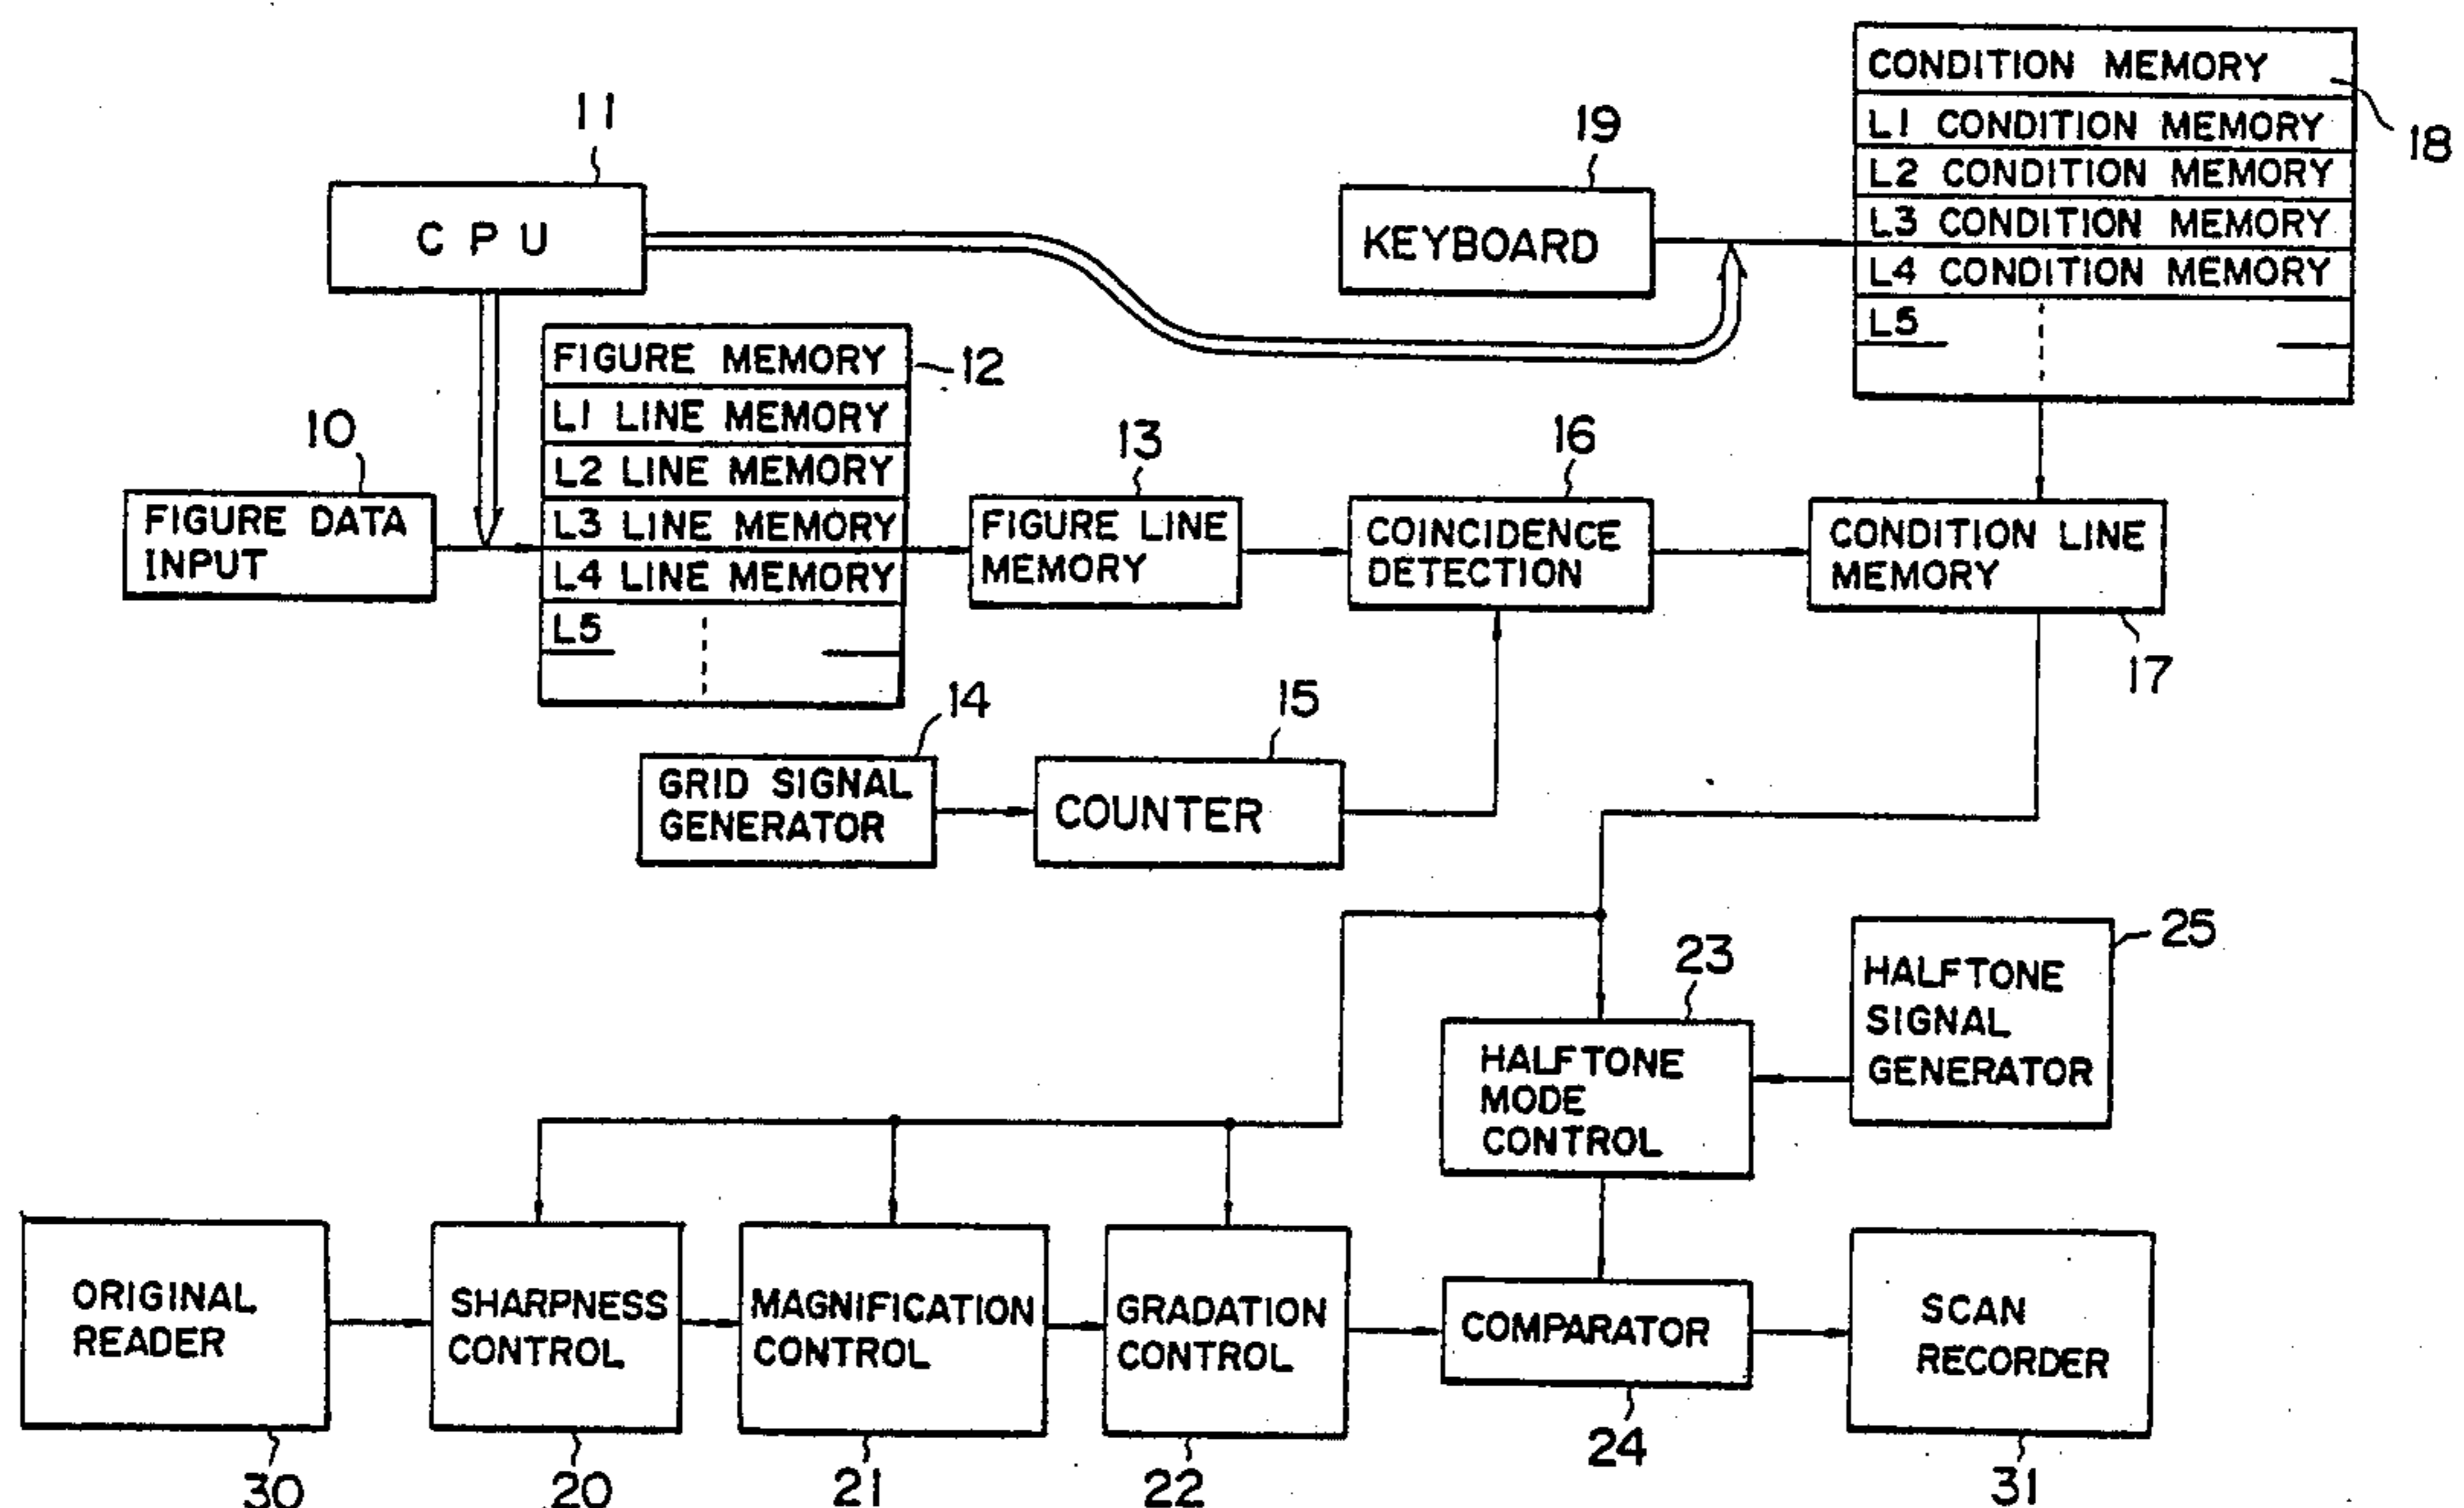 11
C P U
19
KEYBOARD
CONDITION MEMORY
L1 CONDITION MEMORY
L2 CONDITION MEMORY
L3 CONDITION MEMORY
L4 CONDITION MEMORY
L5
18
10
FIGURE DATA
INPUT
FIGURE MEMORY
L1 LINE MEMORY
L2 LINE MEMORY
L3 LINE MEMORY
L4 LINE MEMORY
L5
12
13
FIGURE LINE
MEMORY
16
COINCIDENCE
DETECTION
CONDITION LINE
MEMORY
17
14
GRID SIGNAL
GENERATOR
15
COUNTER
23
HALFTONE
MODE
CONTROL
25
HALFTONE
SIGNAL
GENERATOR
ORIGINAL
READER
30
SHARPNESS
CONTROL
20
MAGNIFICATION
CONTROL
21
GRADATION
CONTROL
22
COMPARATOR
24
SCAN
RECORDER
31